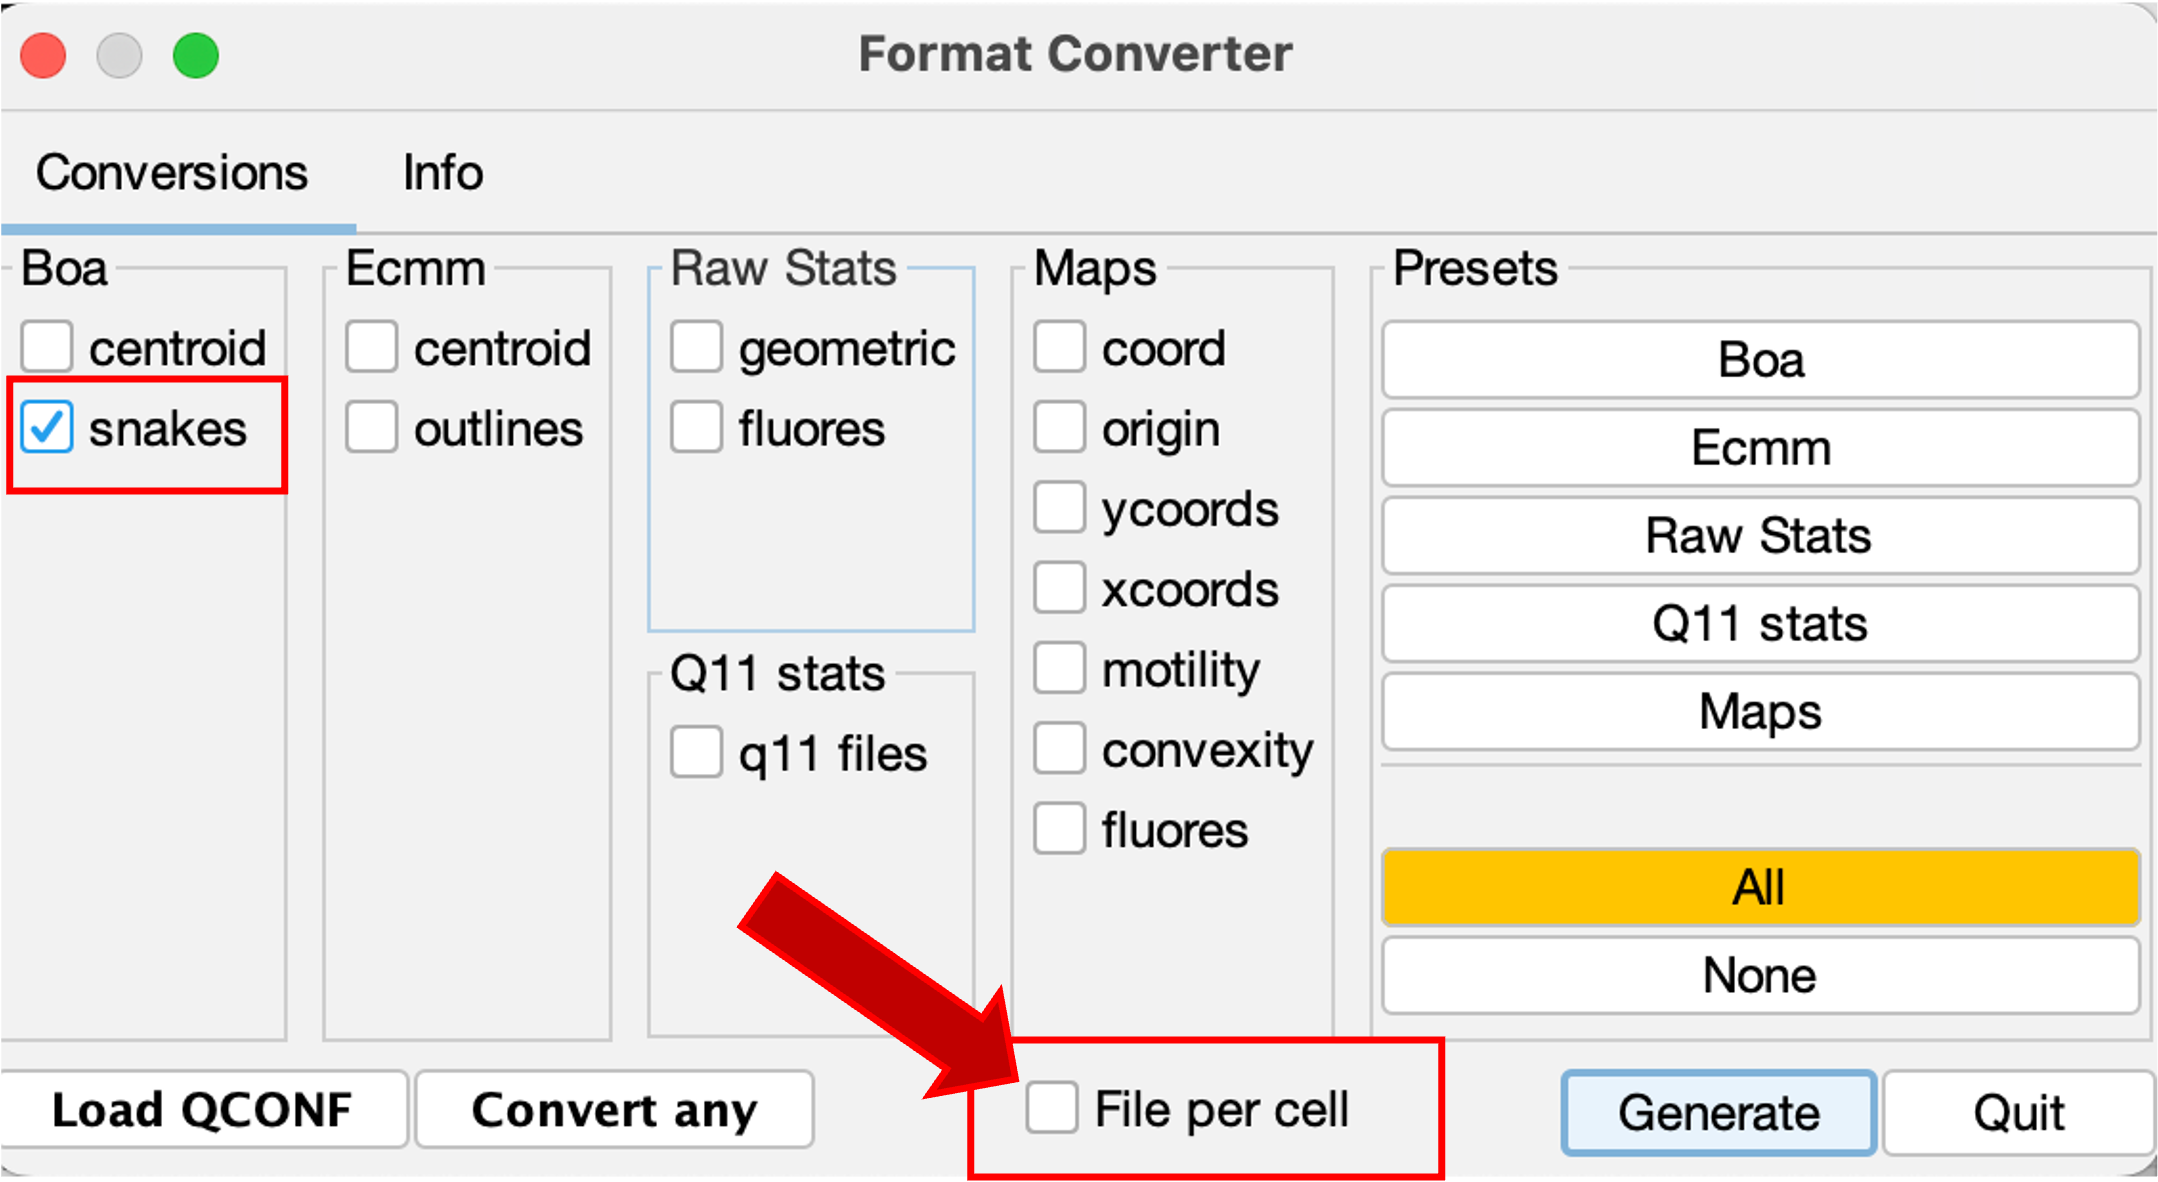 Format Converter
Conversions Info
Boa
centroid
snakes
Ecmm
centroid
outlines
Raw Stats
geometric
fluores
Q11 stats
q11 files
Maps
coord
origin
ycoords
xcoords
motility
convexity
fluores
Presets
Boa
Ecmm
Raw Stats
Q11 stats
Maps
All
None
Load QCONF Convert any File per cell Generate Quit